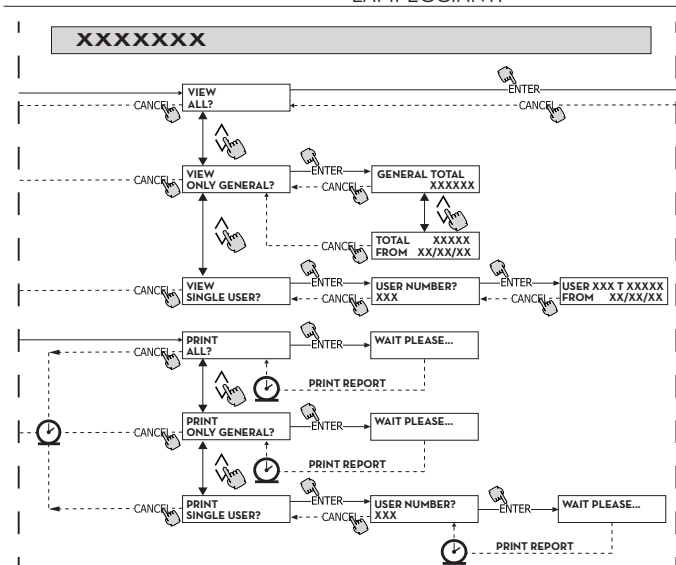 XXXXXXX
VIEW
ALL?
ENTER
CANCEL
CANCEL
VIEW
ONLY GENERAL?
CANCEL
ENTER
CANCEL
GENERAL TOTAL
XXXXXX
CANCEL
TOTAL XXXXX
FROM XX/XX/XX
VIEW
SINGLE USER?
CANCEL
ENTER
CANCEL
USER NUMBER?
XXX
ENTER
CANCEL
USER XXX T XXXXX
FROM XX/XX/XX
PRINT
ALL?
CANCEL
ENTER
WAIT PLEASE...
PRINT REPORT
PRINT
ONLY GENERAL?
CANCEL
ENTER
WAIT PLEASE...
PRINT REPORT
PRINT
SINGLE USER?
CANCEL
ENTER
CANCEL
USER NUMBER?
XXX
ENTER
WAIT PLEASE...
PRINT REPORT